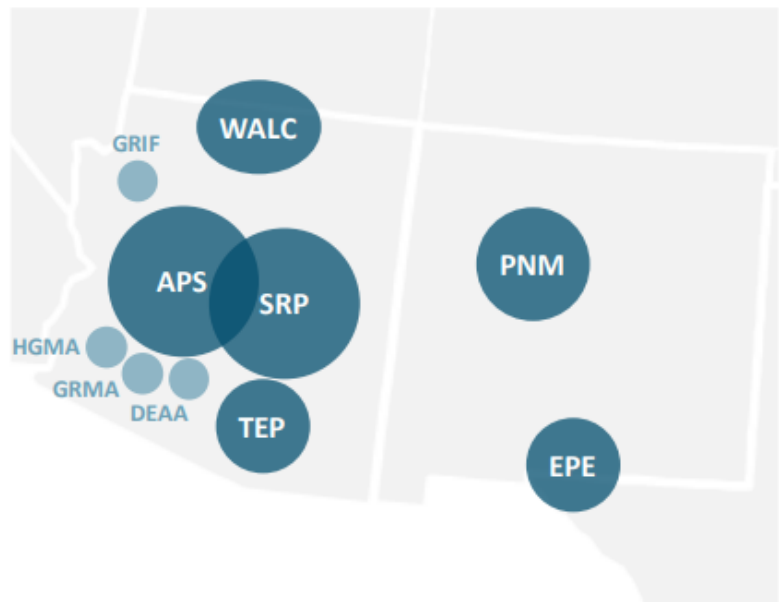 WALC
GRIF
PNM
APS
SRP
HGMA
GRMA
DEAA
TEP
EPE